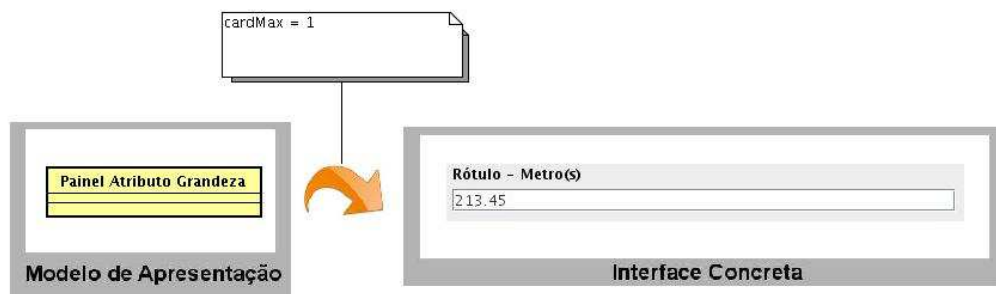 cardMax = 1
Painel Atributo Grandeza
Rótulo - Metro(s)
213.45
Modelo de Apresentação
Interface Concreta